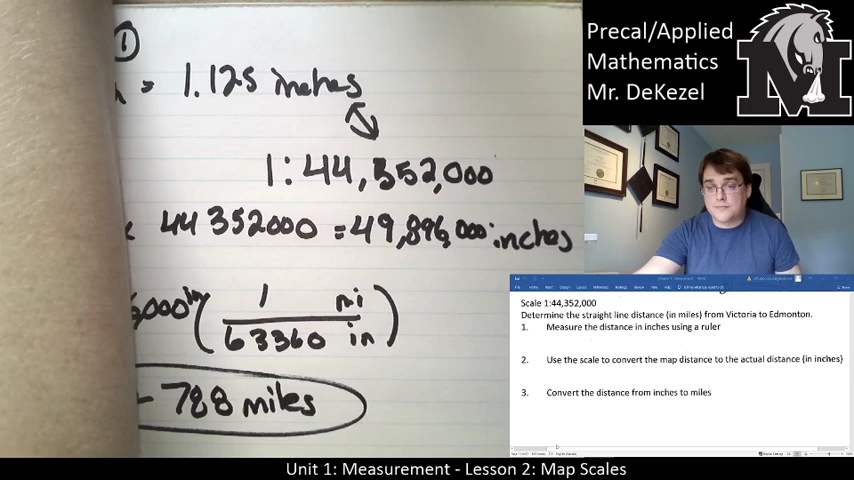 1
= 1.125 inches
1:44,352,000
44 352000 = 49,896,000 inches
,000 in ( 1 mi / 63360 in )
788 miles
Precal/Applied
Mathematics
Mr. DeKezel
M
Scale 1:44,352,000
Determine the straight line distance (in miles) from Victoria to Edmonton.
1. Measure the distance in inches using a ruler
2. Use the scale to convert the map distance to the actual distance (in inches)
3. Convert the distance from inches to miles
Unit 1: Measurement - Lesson 2: Map Scales